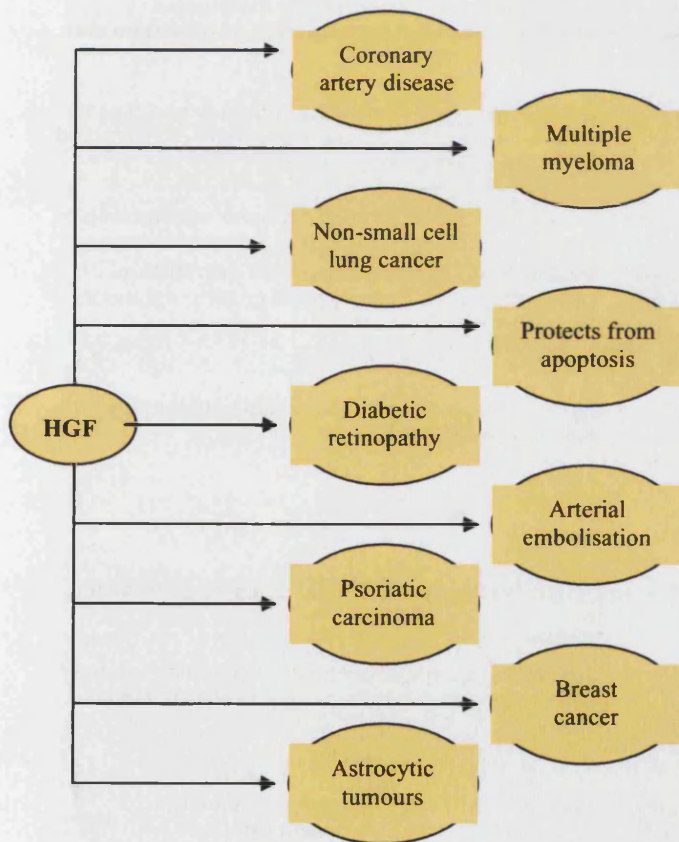 Coronary
artery disease
Multiple
myeloma
Non-small cell
lung cancer
Protects from
apoptosis
HGF
Diabetic
retinopathy
Arterial
embolisation
Psoriatic
carcinoma
Breast
cancer
Astrocytic
tumours